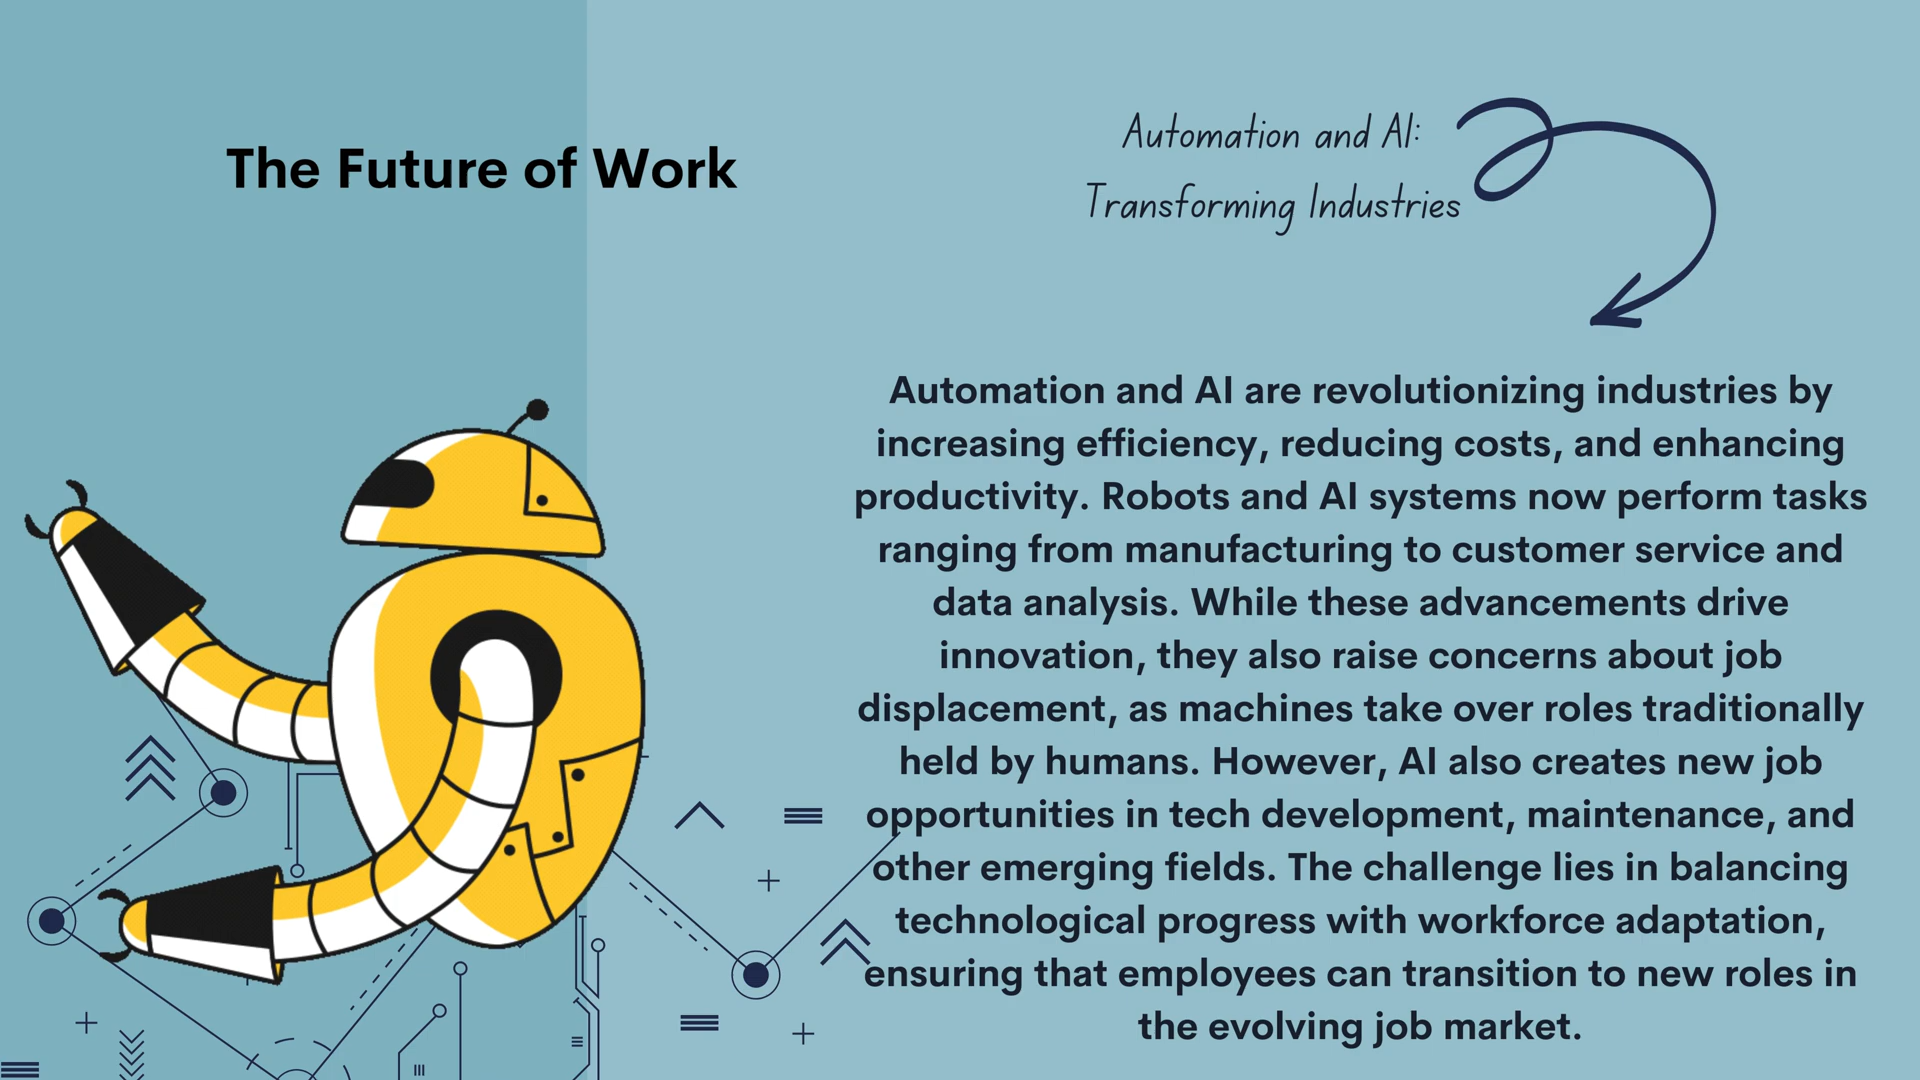 The Future of Work
Automation and AI:
Transforming Industries
Automation and AI are revolutionizing industries by
increasing efficiency, reducing costs, and enhancing
productivity. Robots and AI systems now perform tasks
ranging from manufacturing to customer service and
data analysis. While these advancements drive
innovation, they also raise concerns about job
displacement, as machines take over roles traditionally
held by humans. However, AI also creates new job
opportunities in tech development, maintenance, and
other emerging fields. The challenge lies in balancing
technological progress with workforce adaptation,
ensuring that employees can transition to new roles in
the evolving job market.